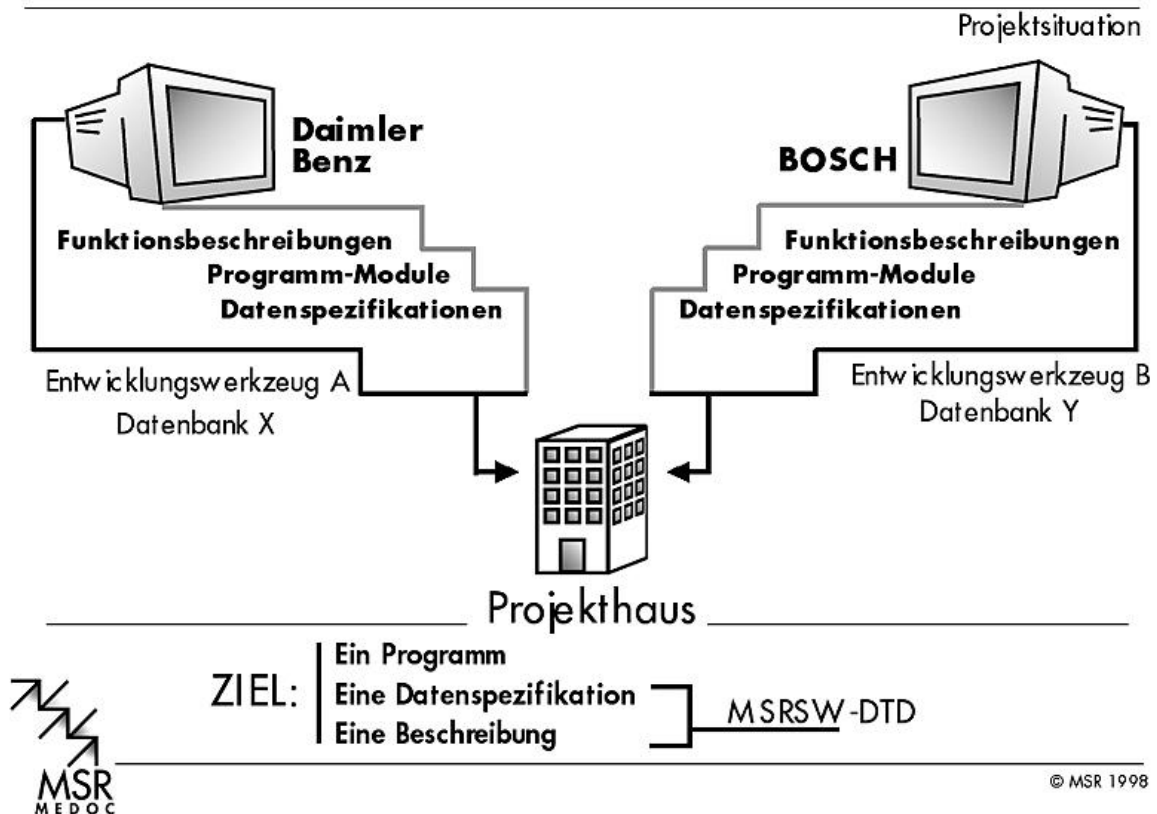 Projektsituation
Daimler
Benz
BOSCH
Funktionsbeschreibungen
Programm-Module
Datenspezifikationen
Funktionsbeschreibungen
Programm-Module
Datenspezifikationen
Entwicklungswerkzeug A
Datenbank X
Entwicklungswerkzeug B
Datenbank Y
Projekthaus
ZIEL:
Ein Programm
Eine Datenspezifikation
Eine Beschreibung
MSRSW-DTD
MSR
MEDOC
© MSR 1998